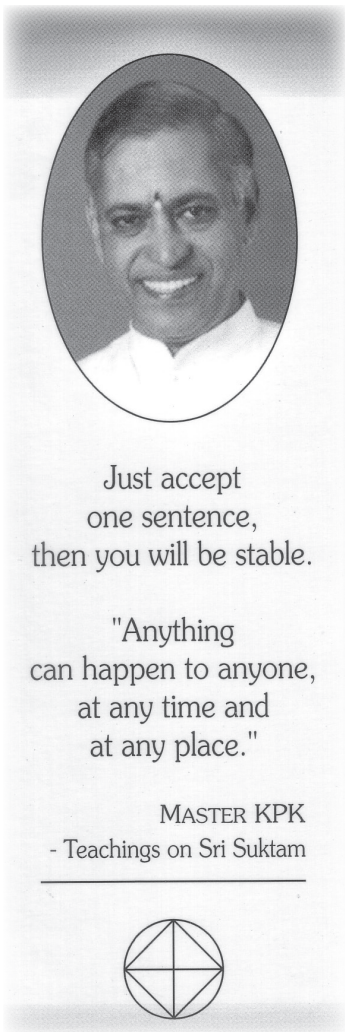 Just accept
one sentence,
then you will be stable.
"Anything
can happen to anyone,
at any time and
at any place."
MASTER KPK
- Teachings on Sri Suktam